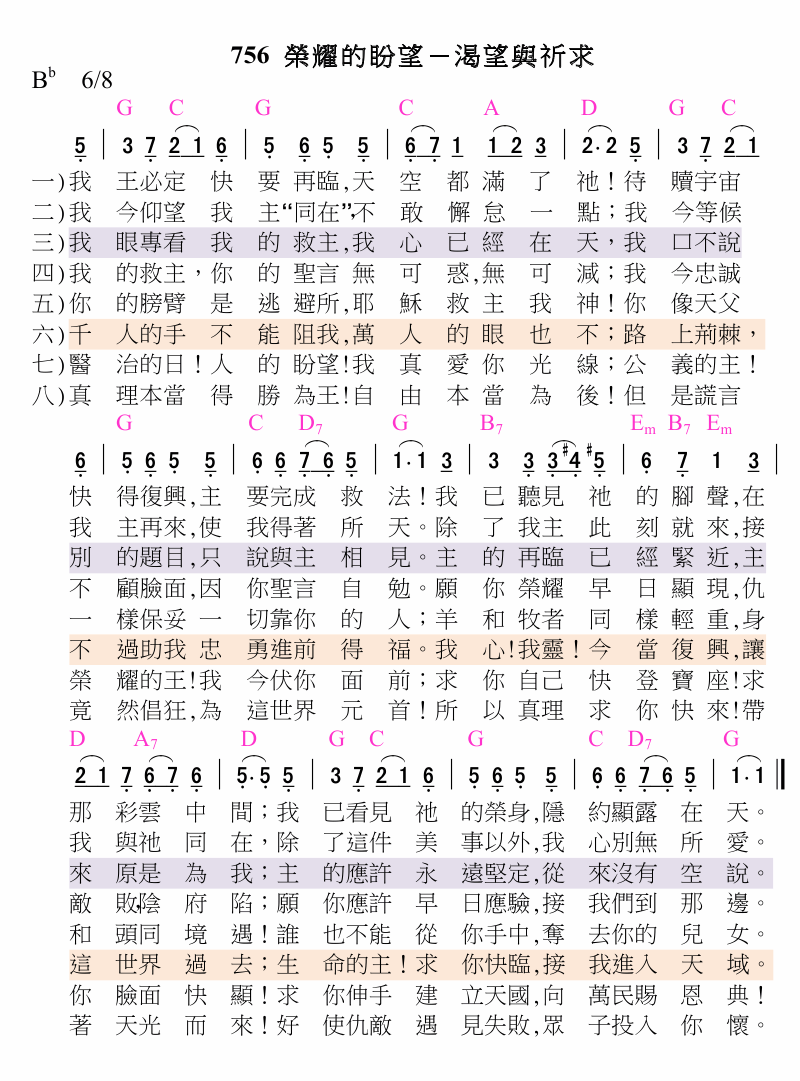 756 榮耀的盼望－渴望與祈求
B♭ 6/8
G C G C A D G C
5 | 3 7 2 1 6 | 5 6 5 5 | 6 7 1 1 2 3 | 2·2 5 | 3 7 2 1
一)我 王必定 快 要 再臨,天 空 都 滿 了 祂!待 贖宇宙
二)我 今仰望 我 主“同在”,不 敢 懈 怠 一 點；我 今等候
三)我 眼專看 我 的 救主,我 心 已 經 在 天，我 口不說
四)我 的救主，你 的 聖言 無 可 惑,無 可 減；我 今忠誠
五)你 的膀臂 是 逃 避所,耶 穌 救 主 我 神!你 像天父
六)千 人的手 不 能 阻我,萬 人 的 眼 也 不；路 上荊棘，
七)醫 治的日!人 的 盼望!我 真 愛 你 光 線；公 義的主!
八)真 理本當 得 勝 為王!自 由 本 當 為 後!但 是謊言
G C D7 G B7 Em B7 Em
6 | 5 6 5 5 | 6 6 7 6 5 | 1·1 3 | 3 3 3 #4 #5 | 6 7 1 3 |
快 得復興,主 要完成 救 法!我 已 聽見 祂 的 腳 聲,在
我 主再來,使 我得著 所 天。除 了 我主 此 刻 就 來,接
別 的題目,只 說與主 相 見。主 的 再臨 已 經 緊 近,主
不 顧臉面,因 你聖言 自 勉。願 你 榮耀 早 日 顯 現,仇
一 樣保妥 一 切靠你 的 人；羊 和 牧者 同 樣 輕 重,身
不 過助我 忠 勇進前 得 福。我 心!我靈!今 當 復 興,讓
榮 耀的王!我 今伏你 面 前；求 你 自己 快 登 寶 座!求
竟 然倡狂,為 這世界 元 首!所 以 真理 求 你 快 來!帶
D A7 D G C G C D7 G
2 1 7 6 7 6 | 5·5 5 | 3 7 2 1 6 | 5 6 5 5 | 6 6 7 6 5 | 1·1
那 彩雲 中 間；我 已看見 祂 的榮身,隱 約顯露 在 天。
我 與祂 同 在，除 了這件 美 事以外,我 心別無 所 愛。
來 原是 為 我；主 的應許 永 遠堅定,從 來沒有 空 說。
敵 敗,陰 府 陷；願 你應許 早 日應驗,接 我們到 那 邊。
和 頭同 境 遇!誰 也不能 從 你手中,奪 去你的 兒 女。
這 世界 過 去；生 命的主!求 你快臨,接 我進入 天 域。
你 臉面 快 顯!求 你伸手 建 立天國,向 萬民賜 恩 典!
著 天光 而 來!好 使仇敵 遇 見失敗,眾 子投入 你 懷。